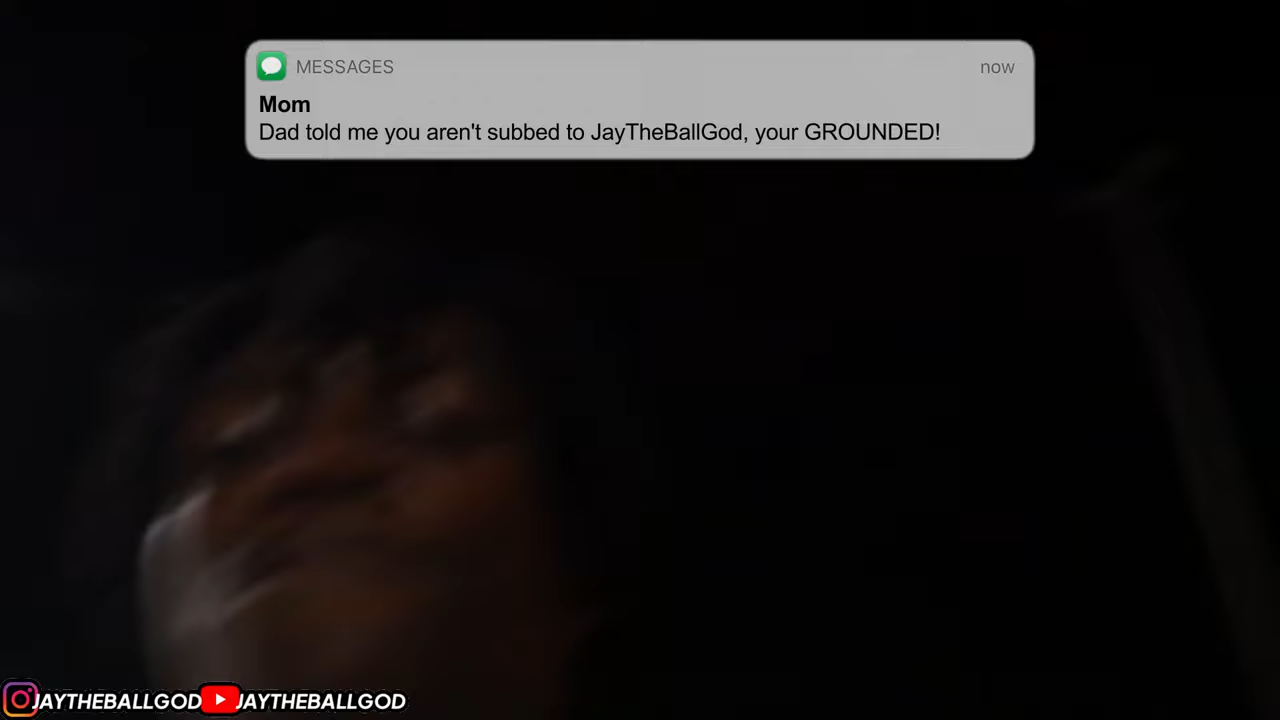 MESSAGES now
Mom
Dad told me you aren't subbed to JayTheBallGod, your GROUNDED!
JAYTHEBALLGOD JAYTHEBALLGOD